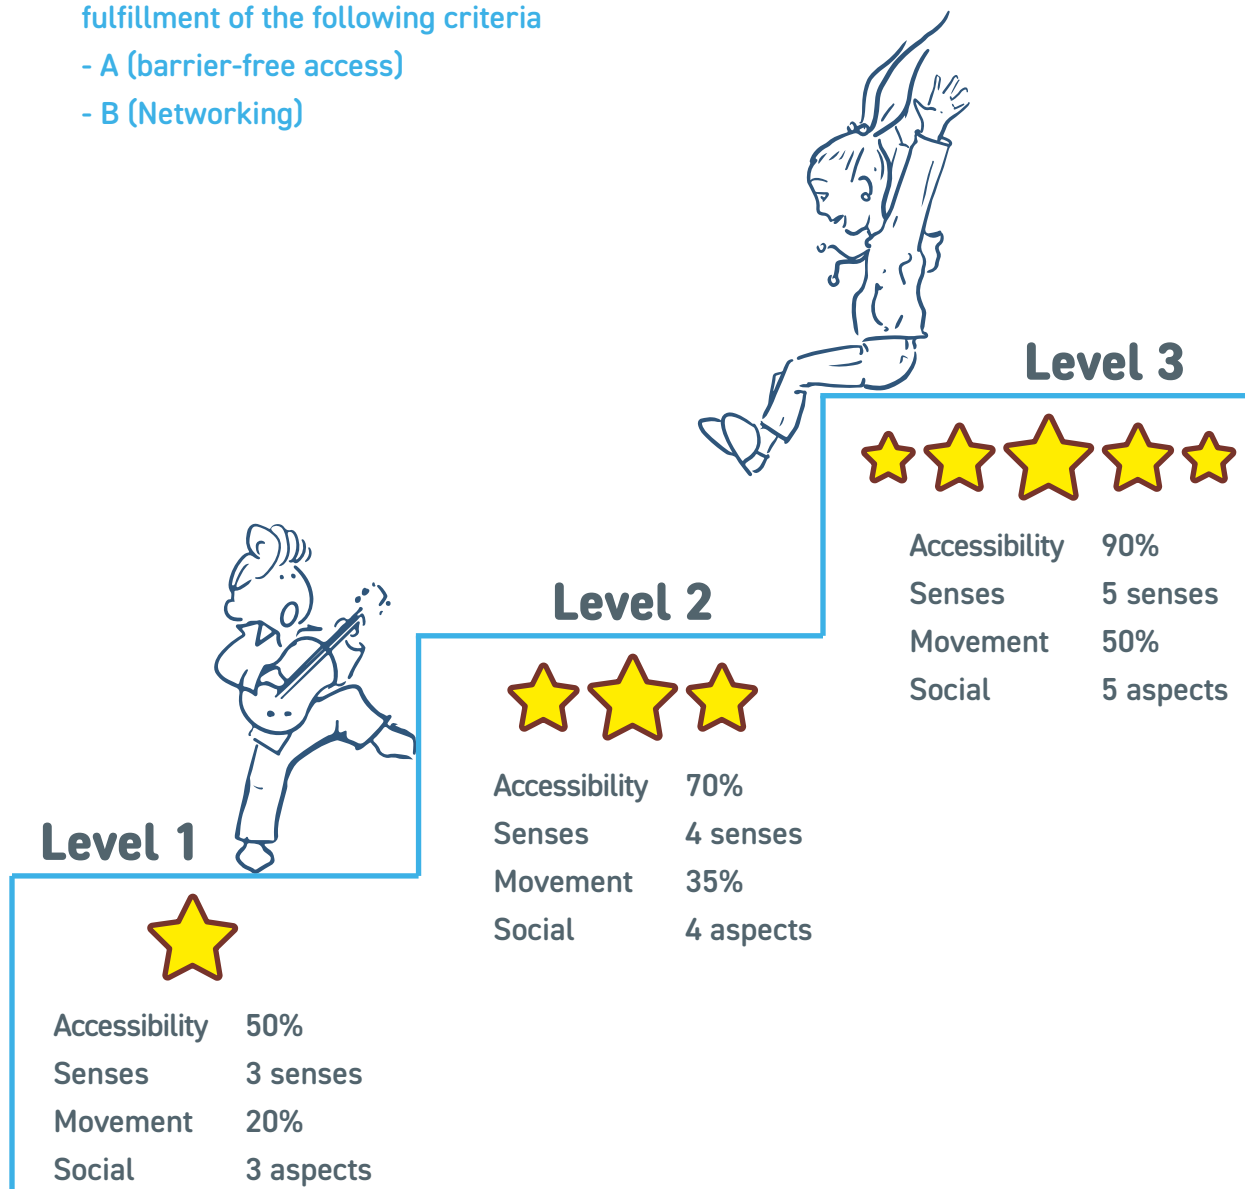 fulfillment of the following criteria
- A (barrier-free access)
- B (Networking)
Level 3
Accessibility 90%
Senses 5 senses
Movement 50%
Social 5 aspects
Level 2
Accessibility 70%
Senses 4 senses
Movement 35%
Social 4 aspects
Level 1
Accessibility 50%
Senses 3 senses
Movement 20%
Social 3 aspects